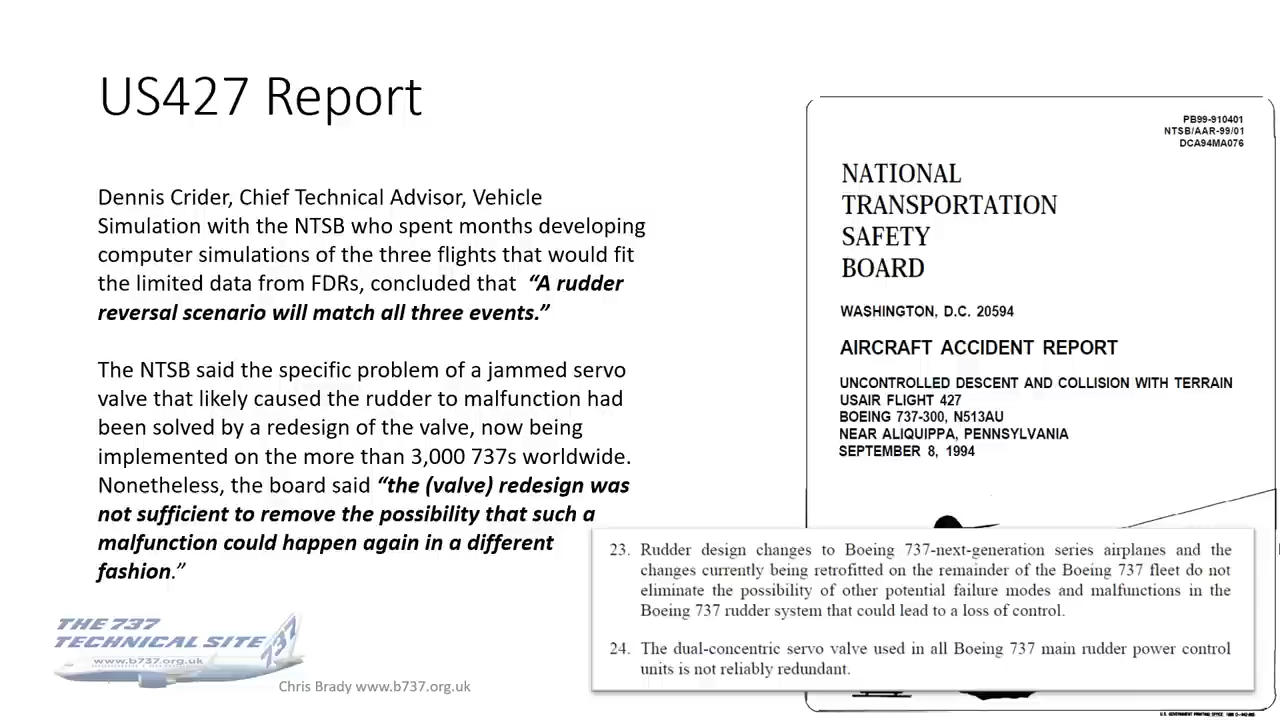 US427 Report
Dennis Crider, Chief Technical Advisor, Vehicle
Simulation with the NTSB who spent months developing
computer simulations of the three flights that would fit
the limited data from FDRs, concluded that “A rudder
reversal scenario will match all three events.”
The NTSB said the specific problem of a jammed servo
valve that likely caused the rudder to malfunction had
been solved by a redesign of the valve, now being
implemented on the more than 3,000 737s worldwide.
Nonetheless, the board said “the (valve) redesign was
not sufficient to remove the possibility that such a
malfunction could happen again in a different
fashion.”
THE 737
TECHNICAL SITE
737
www.b737.org.uk
Chris Brady www.b737.org.uk
PB99-910401
NTSB/AAR-99/01
DCA94MA076
NATIONAL
TRANSPORTATION
SAFETY
BOARD
WASHINGTON, D.C. 20594
AIRCRAFT ACCIDENT REPORT
UNCONTROLLED DESCENT AND COLLISION WITH TERRAIN
USAIR FLIGHT 427
BOEING 737-300, N513AU
NEAR ALIQUIPPA, PENNSYLVANIA
SEPTEMBER 8, 1994
23. Rudder design changes to Boeing 737-next-generation series airplanes and the
changes currently being retrofitted on the remainder of the Boeing 737 fleet do not
eliminate the possibility of other potential failure modes and malfunctions in the
Boeing 737 rudder system that could lead to a loss of control.
24. The dual-concentric servo valve used in all Boeing 737 main rudder power control
units is not reliably redundant.